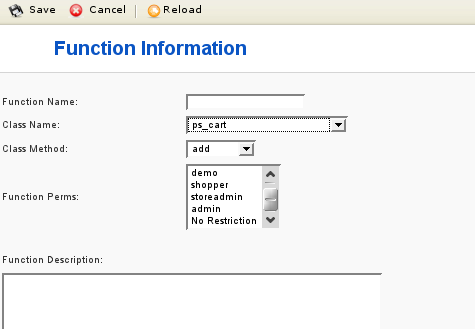 Save Cancel Reload
Function Information
Function Name:
Class Name: ps_cart
Class Method: add
demo
shopper
Function Perms: storeadmin
admin
No Restriction
Function Description: